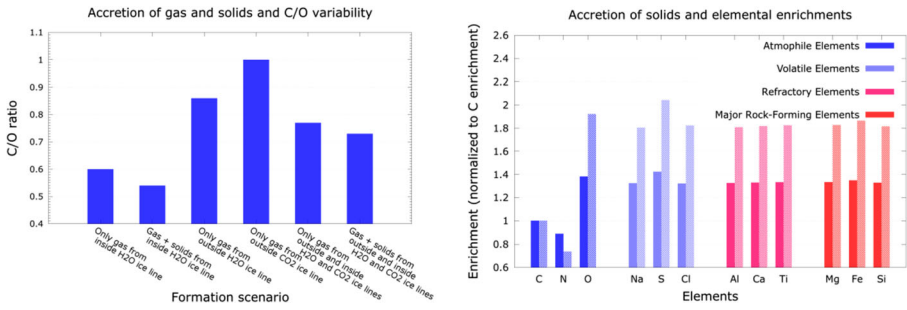 Accretion of gas and solids and C/O variability
C/O ratio
1.1
1
0.9
0.8
0.7
0.6
0.5
0.4
Only gas from
inside H2O ice line
Gas + solids from
inside H2O ice line
Only gas from
outside H2O ice line
Only gas from
outside CO2 ice line
Only gas from
outside and inside
H2O and CO2 ice lines
Gas + solids from
outside and inside
H2O and CO2 ice lines
Formation scenario
Accretion of solids and elemental enrichments
Enrichment (normalized to C enrichment)
2.6
2.4
2.2
2
1.8
1.6
1.4
1.2
1
0.8
0.6
Atmophile Elements
Volatile Elements
Refractory Elements
Major Rock-Forming Elements
C N O Na S Cl Al Ca Ti Mg Fe Si
Elements